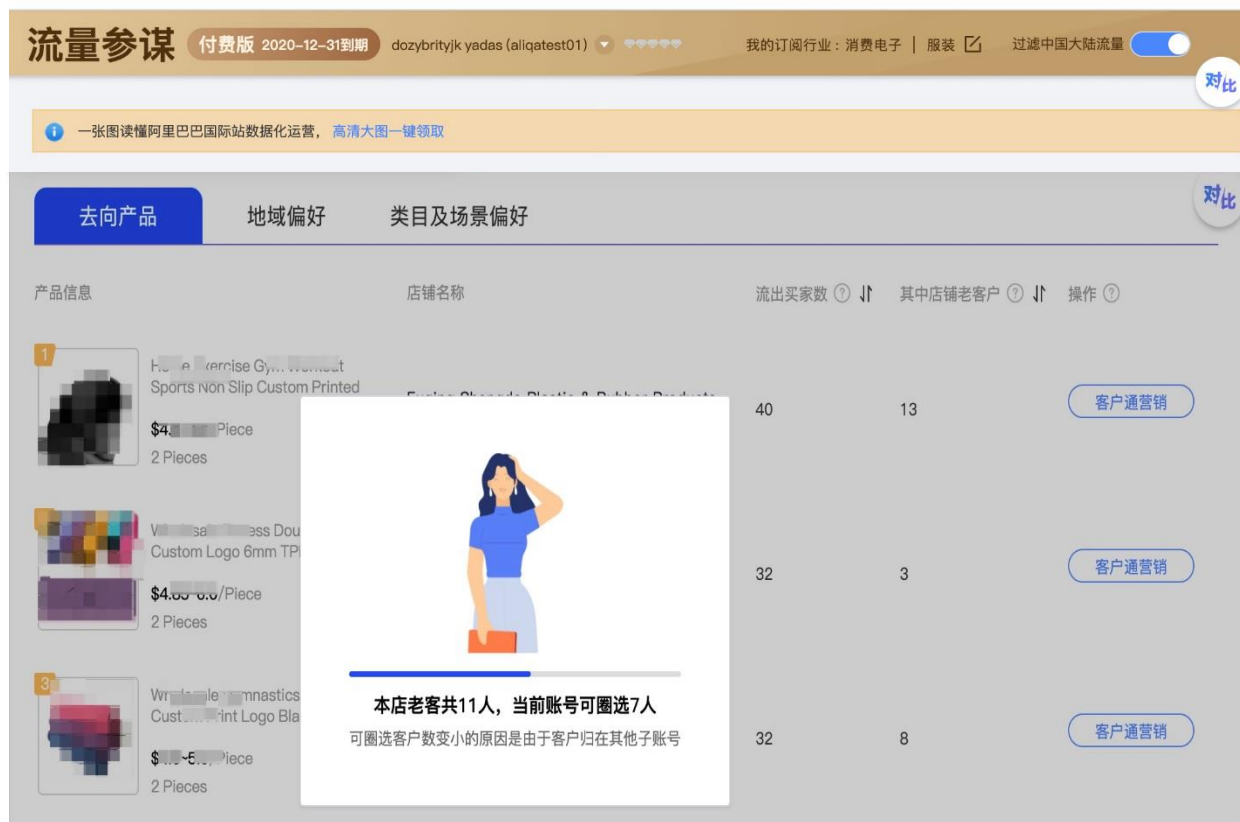 流量参谋 付费版 2020-12-31到期 dozybrityjk yadas (aliqatest01) 我的订阅行业：消费电子 | 服装 过滤中国大陆流量
对比
一张图读懂阿里巴巴国际站数据化运营，高清大图一键领取
对比
去向产品 地域偏好 类目及场景偏好
产品信息 店铺名称 流出买家数 其中店铺老客户 操作
1
Exercise
Sports Non Slip Custom Printed
40 13 客户通营销
Piece
2 Pieces
Custom Logo 6mm
32 3 客户通营销
/Piece
2 Pieces
3
Print Logo
32 8 客户通营销
Piece
2 Pieces
本店老客共11人，当前账号可圈选7人
可圈选客户数变小的原因是由于客户归在其他子账号